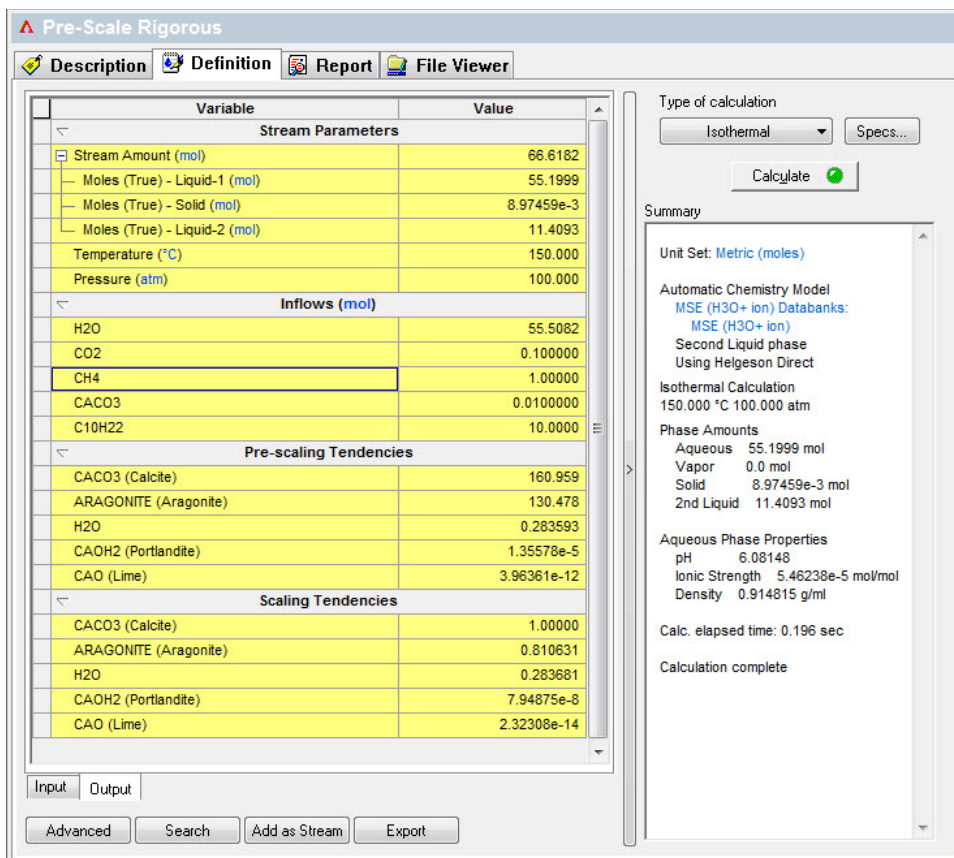 Pre-Scale Rigorous
Description Definition Report File Viewer
Variable Value
Stream Parameters
Stream Amount (mol) 66.6182
Moles (True) - Liquid-1 (mol) 55.1999
Moles (True) - Solid (mol) 8.97459e-3
Moles (True) - Liquid-2 (mol) 11.4093
Temperature (°C) 150.000
Pressure (atm) 100.000
Inflows (mol)
H2O 55.5082
CO2 0.100000
CH4 1.00000
CACO3 0.0100000
C10H22 10.0000
Pre-scaling Tendencies
CACO3 (Calcite) 160.959
ARAGONITE (Aragonite) 130.478
H2O 0.283593
CAOH2 (Portlandite) 1.35578e-5
CAO (Lime) 3.96361e-12
Scaling Tendencies
CACO3 (Calcite) 1.00000
ARAGONITE (Aragonite) 0.810631
H2O 0.283681
CAOH2 (Portlandite) 7.94875e-8
CAO (Lime) 2.32308e-14
Input Output
Advanced Search Add as Stream Export
>
Type of calculation
Isothermal Specs...
Calculate
Summary
Unit Set: Metric (moles)
Automatic Chemistry Model
MSE (H3O+ ion) Databanks:
MSE (H3O+ ion)
Second Liquid phase
Using Helgeson Direct
Isothermal Calculation
150.000 °C 100.000 atm
Phase Amounts
Aqueous 55.1999 mol
Vapor 0.0 mol
Solid 8.97459e-3 mol
2nd Liquid 11.4093 mol
Aqueous Phase Properties
pH 6.08148
Ionic Strength 5.46238e-5 mol/mol
Density 0.914815 g/ml
Calc. elapsed time: 0.196 sec
Calculation complete